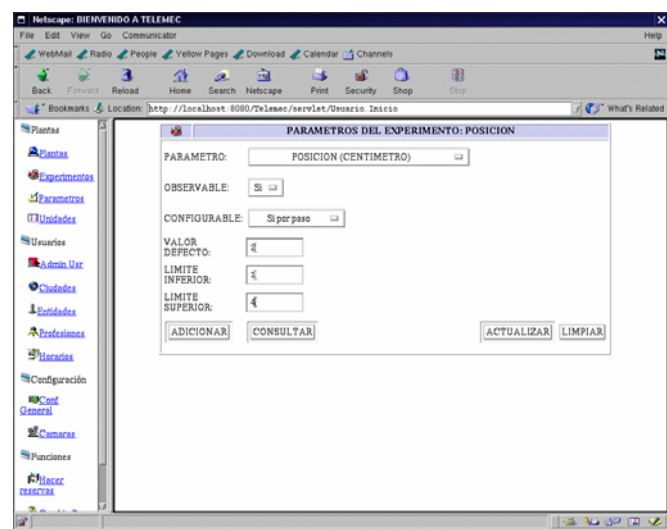 Netscape: BIENVENIDO A TELEMEC
File Edit View Go Communicator Help
WebMail Radio People Yellow Pages Download Calendar Channels
Back Forward Reload Home Search Netscape Print Security Shop Stop
Bookmarks Location: http://localhost:8080/Telemec/servlet/Usuario.Inicio What's Related
Plantas
Plantas
Experimentos
Parametros
Unidades
Usuarios
Admin Usr
Ciudades
Entidades
Profesiones
Horarios
Configuración
Conf
General
Camaras
Funciones
Hacer
reservas
PARAMETROS DEL EXPERIMENTO: POSICION
PARAMETRO: POSICION (CENTIMETRO)
OBSERVABLE: Si
CONFIGURABLE: Si por paso
VALOR
DEFECTO:
LIMITE
INFERIOR:
LIMITE
SUPERIOR: 4
ADICIONAR CONSULTAR ACTUALIZAR LIMPIAR